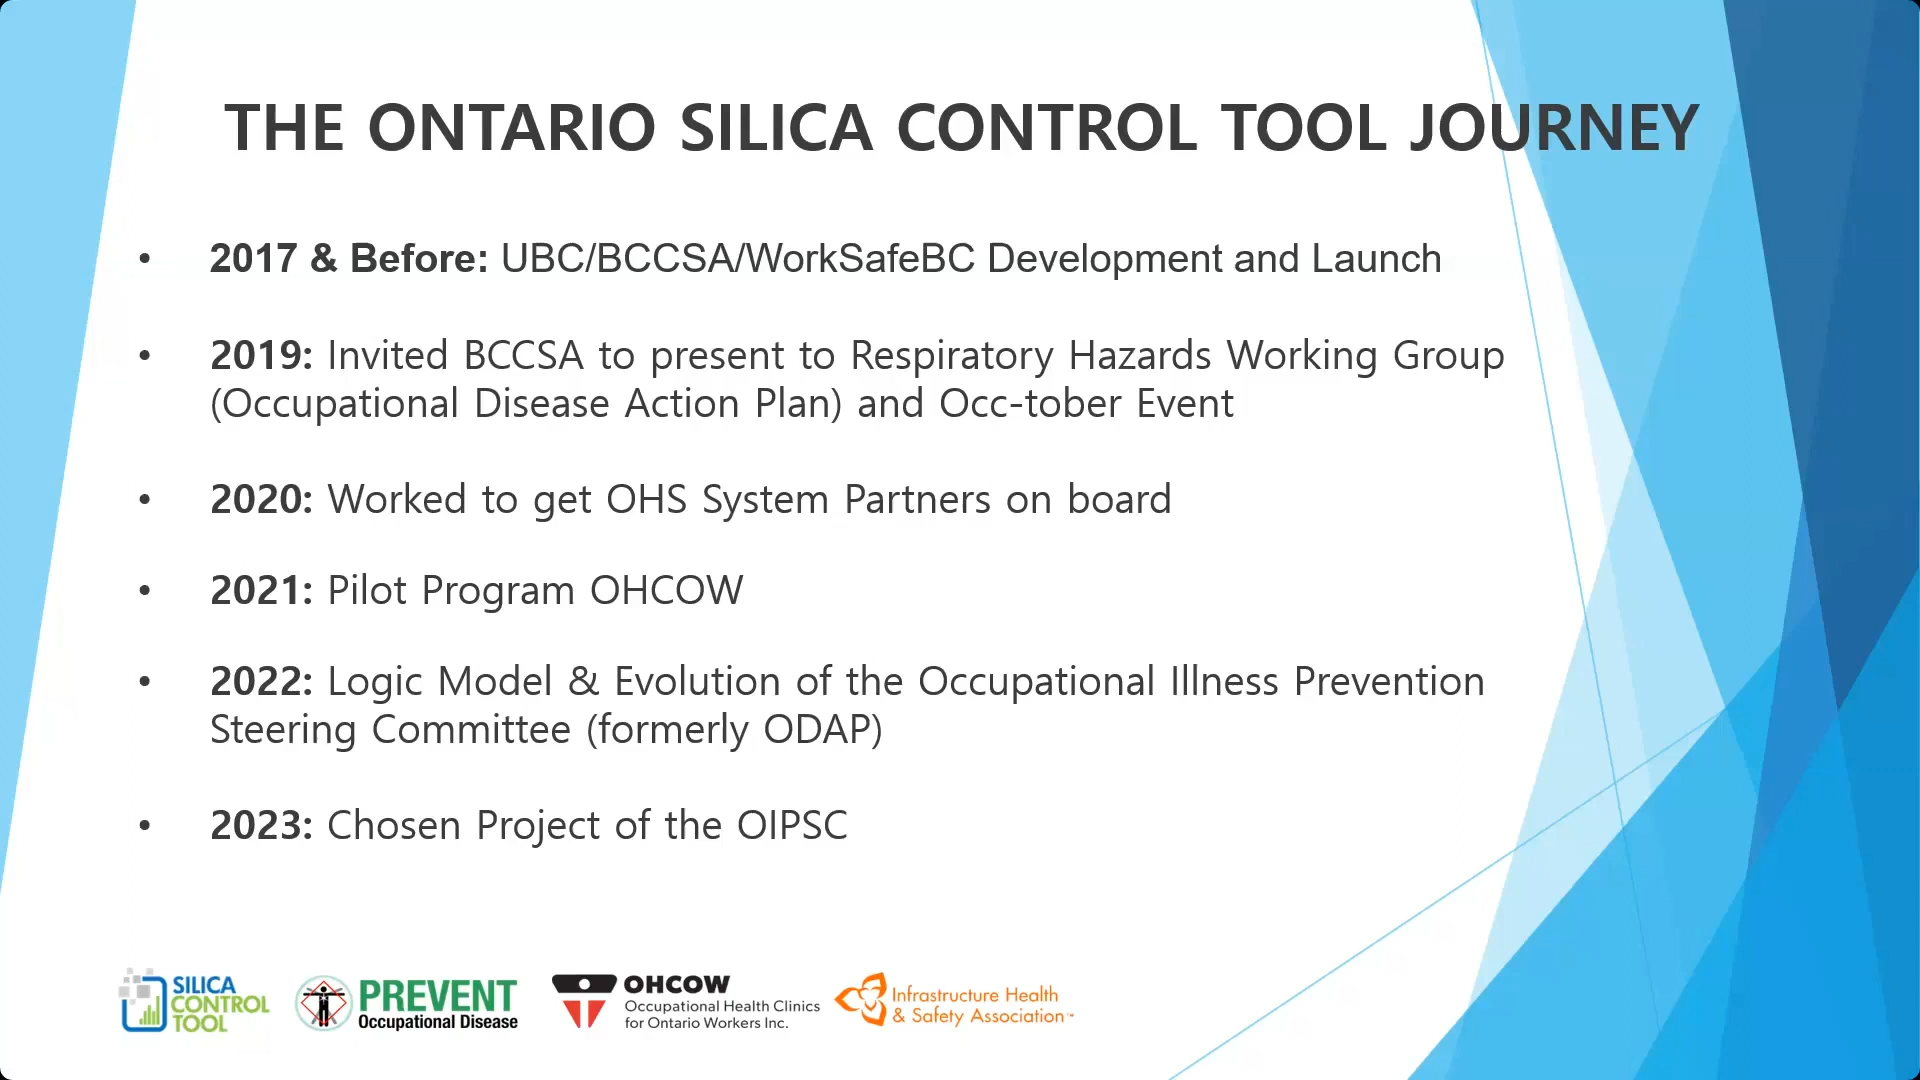 THE ONTARIO SILICA CONTROL TOOL JOURNEY
• 2017 & Before: UBC/BCCSA/WorkSafeBC Development and Launch
• 2019: Invited BCCSA to present to Respiratory Hazards Working Group
(Occupational Disease Action Plan) and Occ-tober Event
• 2020: Worked to get OHS System Partners on board
• 2021: Pilot Program OHCOW
• 2022: Logic Model & Evolution of the Occupational Illness Prevention
Steering Committee (formerly ODAP)
• 2023: Chosen Project of the OIPSC
SILICA
CONTROL
TOOL
PREVENT
Occupational Disease
OHCOW
Occupational Health Clinics
for Ontario Workers Inc.
Infrastructure Health
& Safety Association™